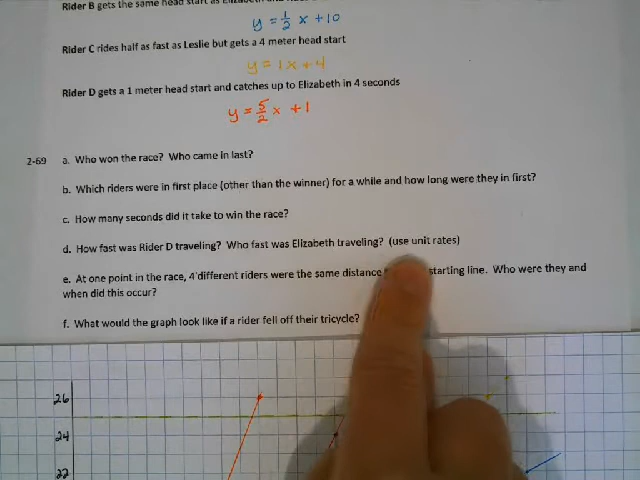 Rider B gets the same head start as
y = 1/2 x + 10
Rider C rides half as fast as Leslie but gets a 4 meter head start
y = 1x + 4
Rider D gets a 1 meter head start and catches up to Elizabeth in 4 seconds
y = 5/2 x + 1
2-69 a. Who won the race? Who came in last?
b. Which riders were in first place (other than the winner) for a while and how long were they in first?
c. How many seconds did it take to win the race?
d. How fast was Rider D traveling? Who fast was Elizabeth traveling? (use unit rates)
e. At one point in the race, 4 different riders were the same distance starting line. Who were they and
when did this occur?
f. What would the graph look like if a rider fell off their tricycle?
26
24
22